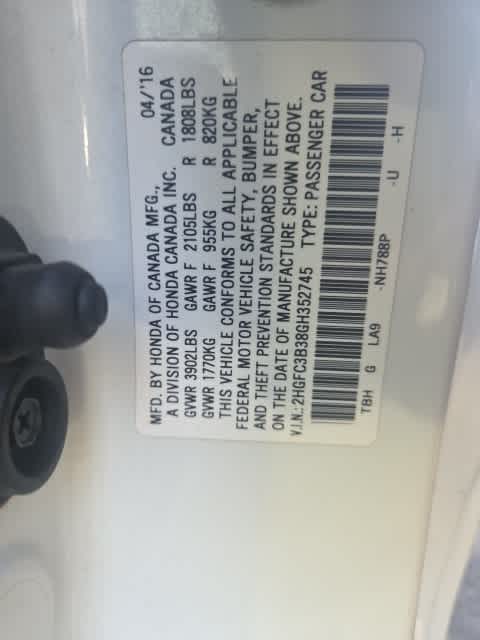 MFD. BY HONDA OF CANADA MFG., 04/'16
A DIVISION OF HONDA CANADA INC. CANADA
GVWR 3902LBS GAWR F 2105LBS R 1808LBS
GVWR 1770KG GAWR F 955KG R 820KG
THIS VEHICLE CONFORMS TO ALL APPLICABLE
FEDERAL MOTOR VEHICLE SAFETY, BUMPER,
AND THEFT PREVENTION STANDARDS IN EFFECT
ON THE DATE OF MANUFACTURE SHOWN ABOVE.
V.I.N.:2HGFC3B38GH352745 TYPE: PASSENGER CAR
TBH G LA9 -NH788P -U -H